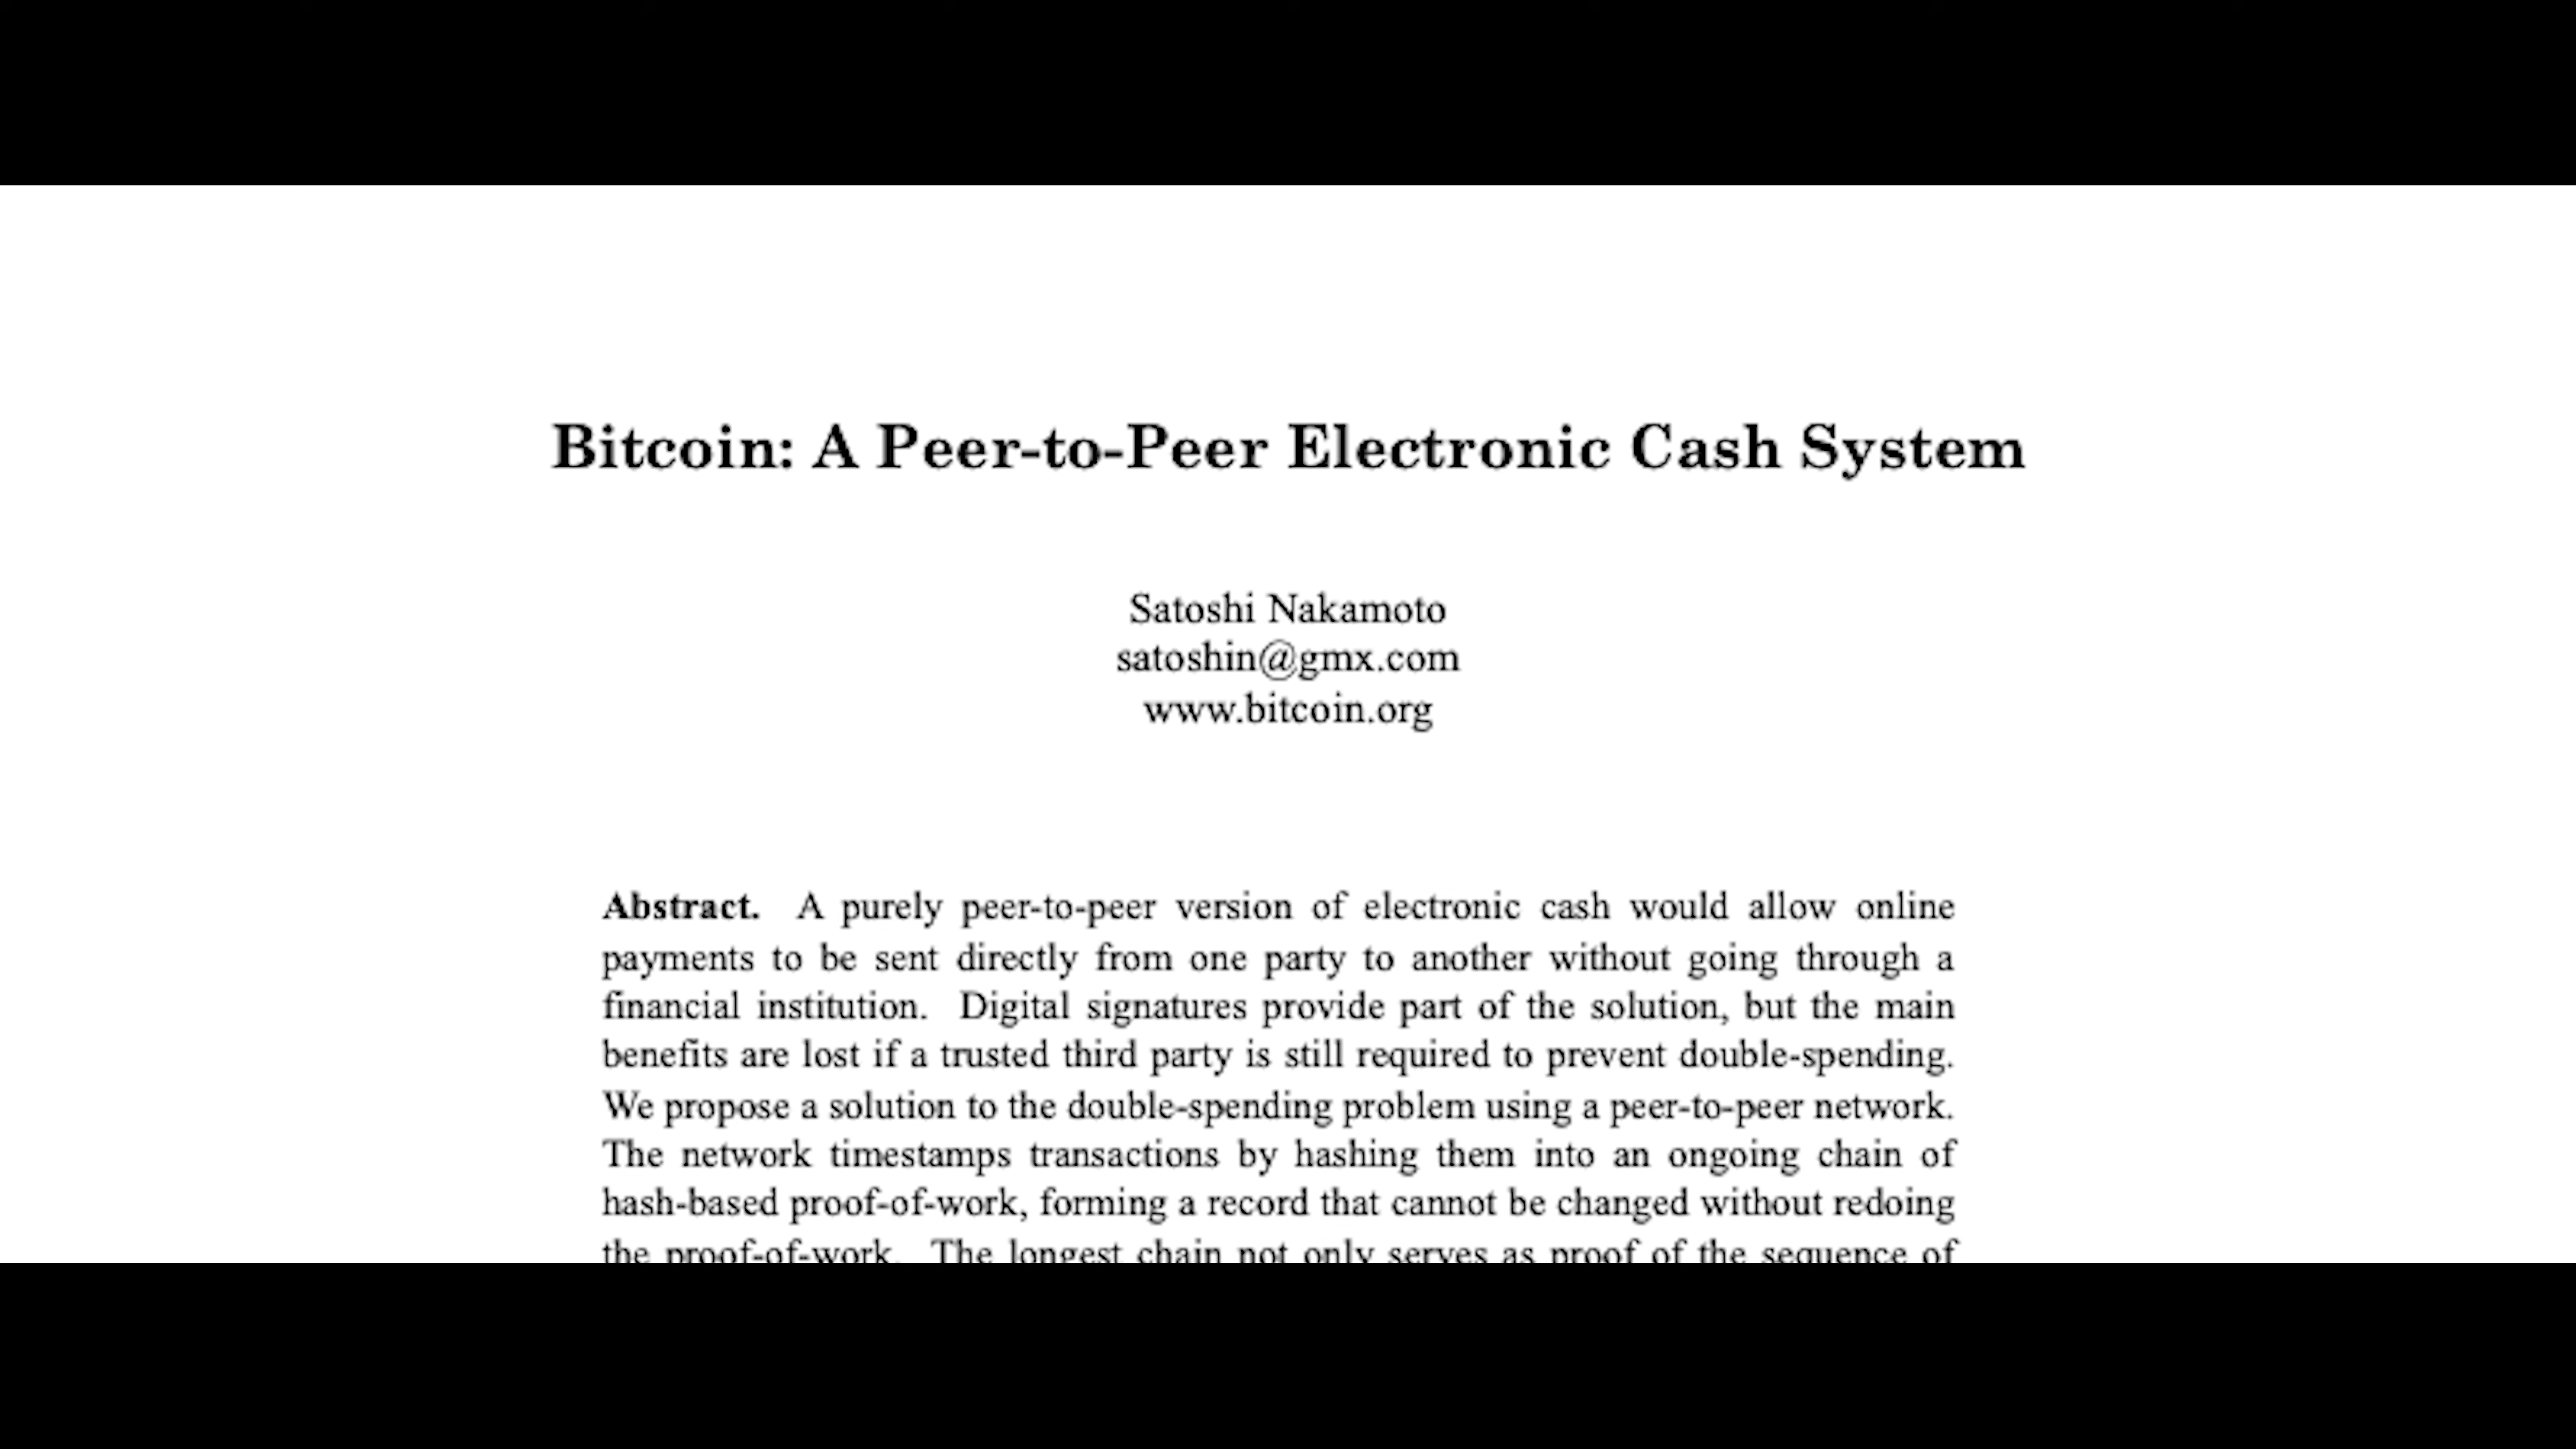 Bitcoin: A Peer-to-Peer Electronic Cash System
Satoshi Nakamoto
satoshin@gmx.com
www.bitcoin.org
Abstract. A purely peer-to-peer version of electronic cash would allow online
payments to be sent directly from one party to another without going through a
financial institution. Digital signatures provide part of the solution, but the main
benefits are lost if a trusted third party is still required to prevent double-spending.
We propose a solution to the double-spending problem using a peer-to-peer network.
The network timestamps transactions by hashing them into an ongoing chain of
hash-based proof-of-work, forming a record that cannot be changed without redoing
the proof-of-work. The longest chain not only serves as proof of the sequence of